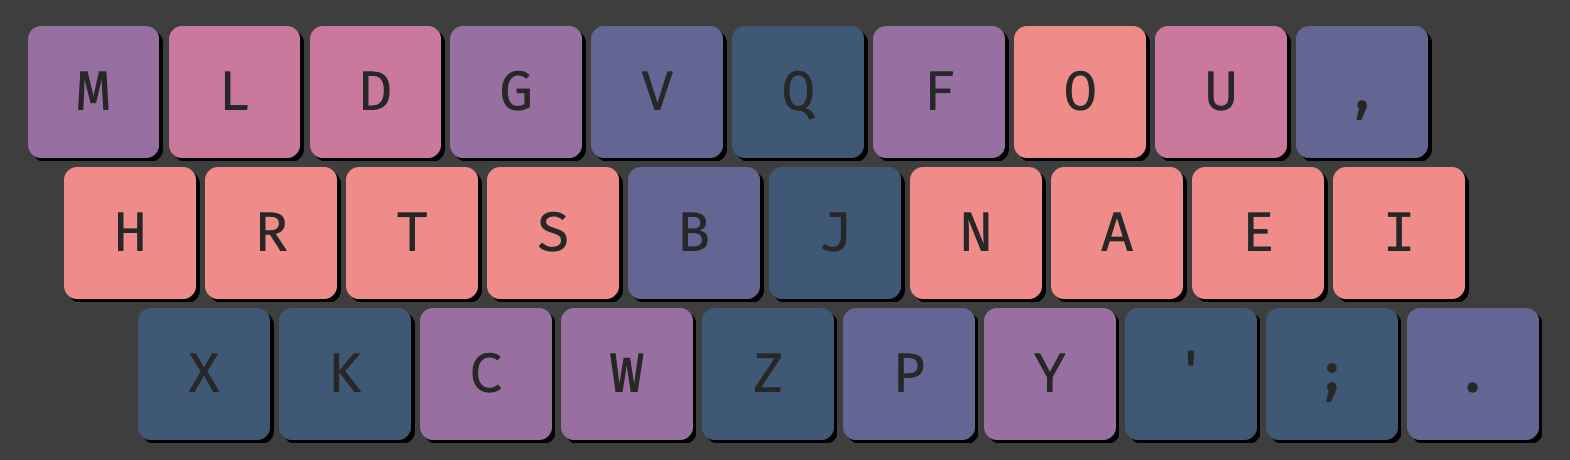 M L D G V Q F O U ,
H R T S B J N A E I
X K C W Z P Y ' ; .